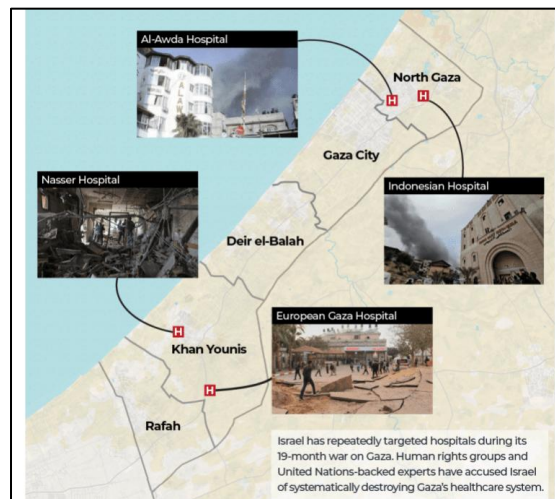 Al-Awda Hospital
North Gaza
H
H
Gaza City
Nasser Hospital
Indonesian Hospital
Deir el-Balah
European Gaza Hospital
H
Khan Younis
H
Rafah
Israel has repeatedly targeted hospitals during its
19-month war on Gaza. Human rights groups and
United Nations-backed experts have accused Israel
of systematically destroying Gaza's healthcare system.